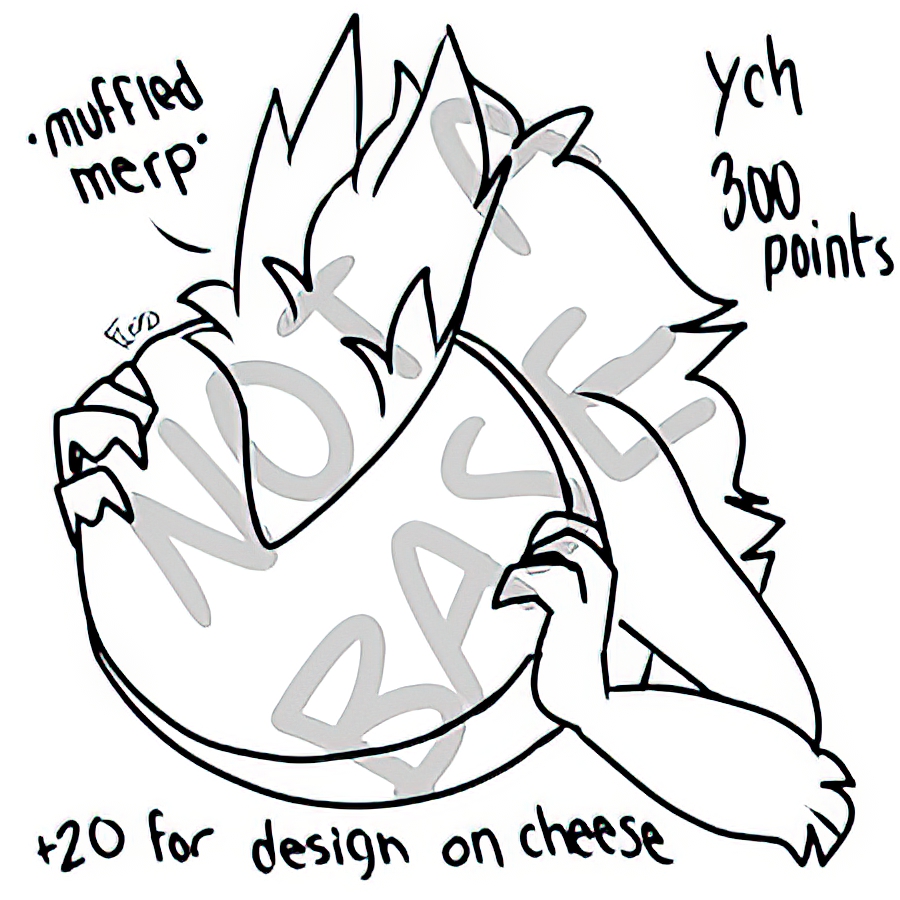 ·muffled
merp·
ych
300
points
NOT A
BASE
+20 for design on cheese